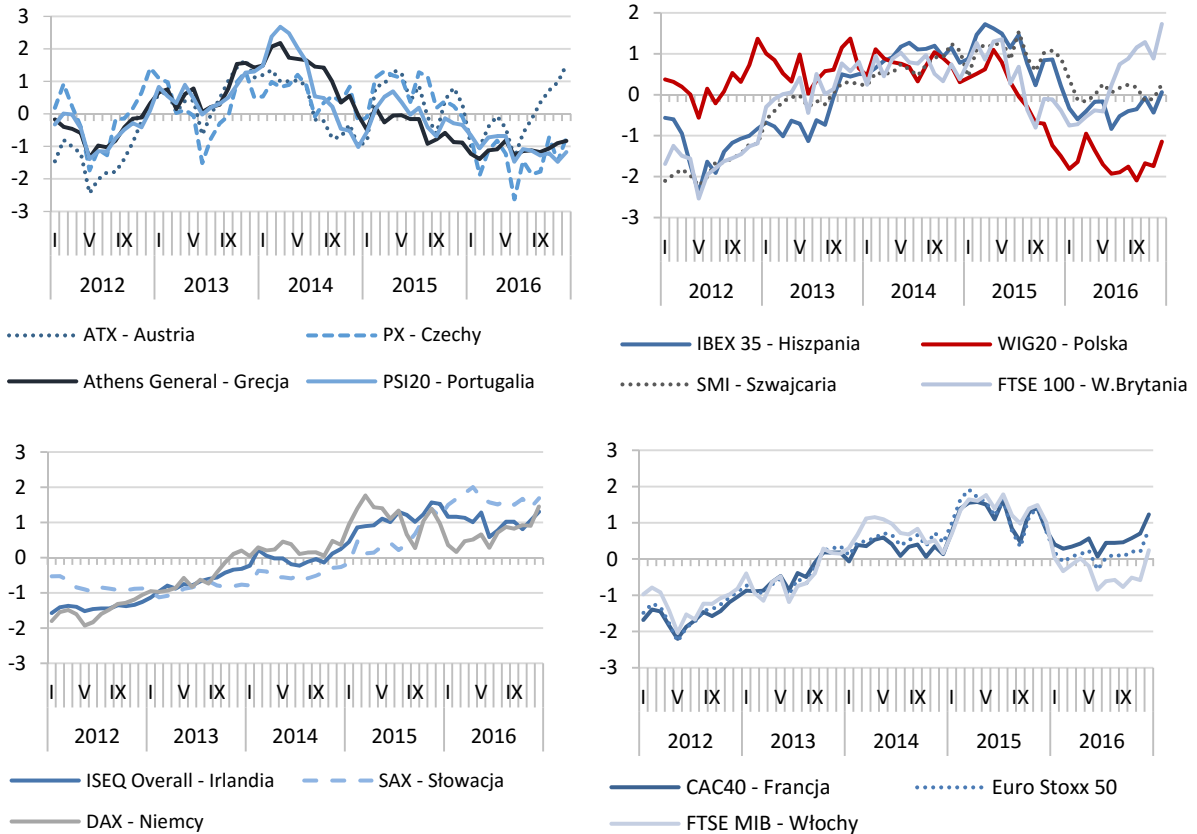 3
2
1
0
-1
-2
-3
I V IX I V IX I V IX I V IX I V IX
2012 2013 2014 2015 2016
ATX - Austria PX - Czechy
Athens General - Grecja PSI20 - Portugalia
2
1
0
-1
-2
-3
I V IX I V IX I V IX I V IX I V IX
2012 2013 2014 2015 2016
IBEX 35 - Hiszpania WIG20 - Polska
SMI - Szwajcaria FTSE 100 - W.Brytania
3
2
1
0
-1
-2
-3
I V IX I V IX I V IX I V IX I V IX
2012 2013 2014 2015 2016
ISEQ Overall - Irlandia SAX - Słowacja
DAX - Niemcy
3
2
1
0
-1
-2
-3
I V IX I V IX I V IX I V IX I V IX
2012 2013 2014 2015 2016
CAC40 - Francja Euro Stoxx 50
FTSE MIB - Włochy